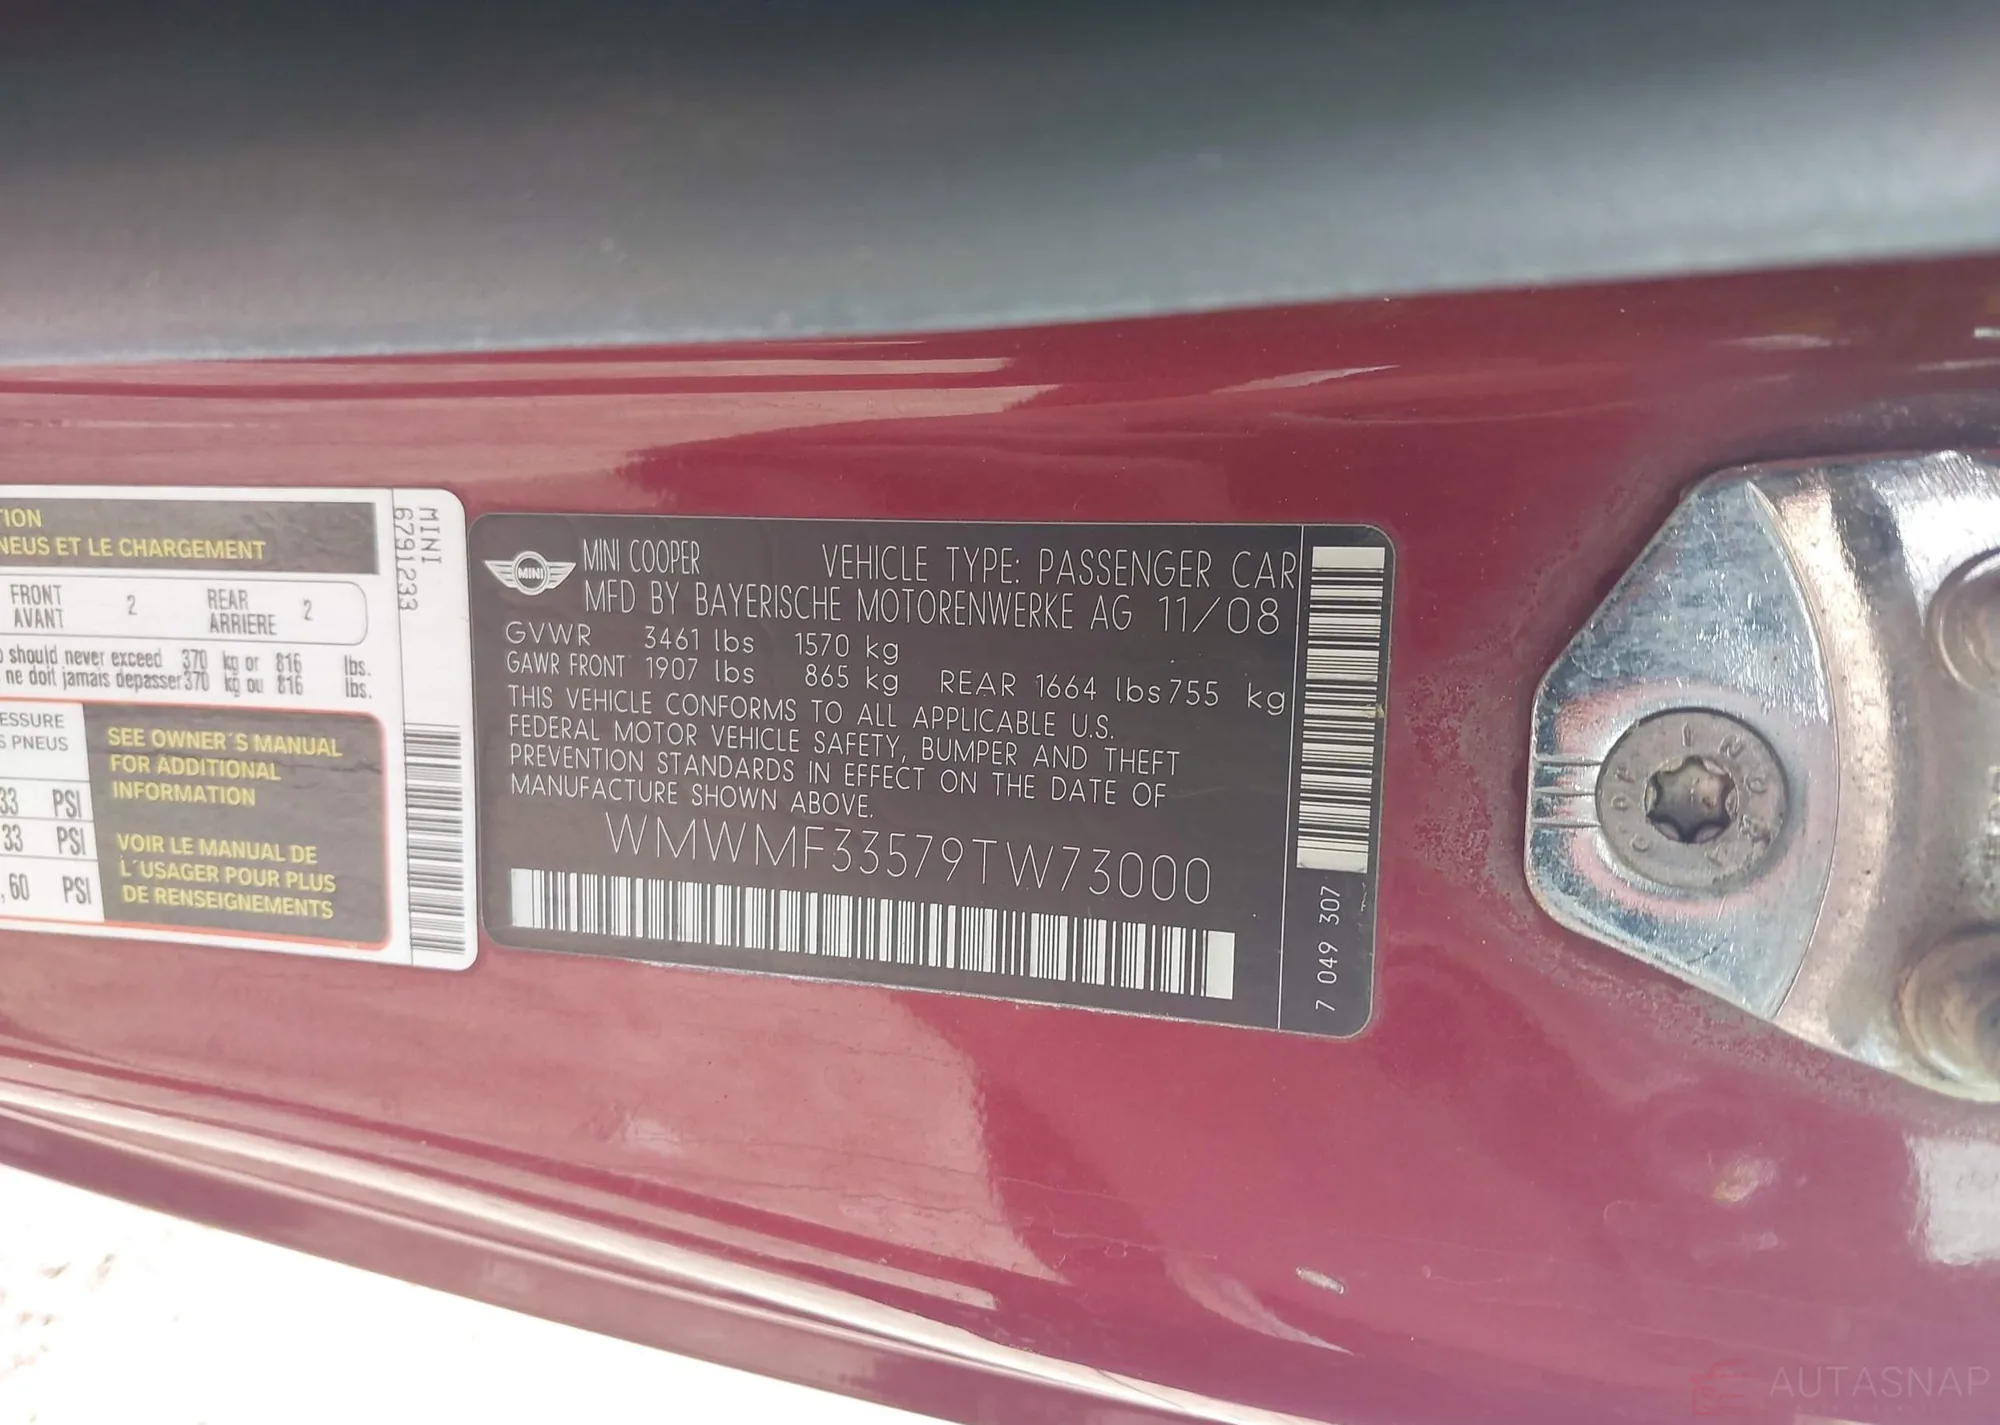 TION
NEUS ET LE CHARGEMENT
FRONT 2 REAR 2
AVANT ARRIERE
should never exceed 370 kg or 816 lbs.
ne doit jamais depasser 370 kg ou 816 lbs.
ESSURE
S PNEUS
33 PSI
33 PSI
, 60 PSI
SEE OWNER'S MANUAL
FOR ADDITIONAL
INFORMATION
VOIR LE MANUAL DE
L'USAGER POUR PLUS
DE RENSEIGNEMENTS
MINI
6791233
MINI
MINI COOPER VEHICLE TYPE: PASSENGER CAR
MFD BY BAYERISCHE MOTORENWERKE AG 11/08
GVWR 3461 lbs 1570 kg
GAWR FRONT 1907 lbs 865 kg REAR 1664 lbs 755 kg
THIS VEHICLE CONFORMS TO ALL APPLICABLE U.S.
FEDERAL MOTOR VEHICLE SAFETY, BUMPER AND THEFT
PREVENTION STANDARDS IN EFFECT ON THE DATE OF
MANUFACTURE SHOWN ABOVE.
WMWMF33579TW73000
7 049 307
AUTASNAP